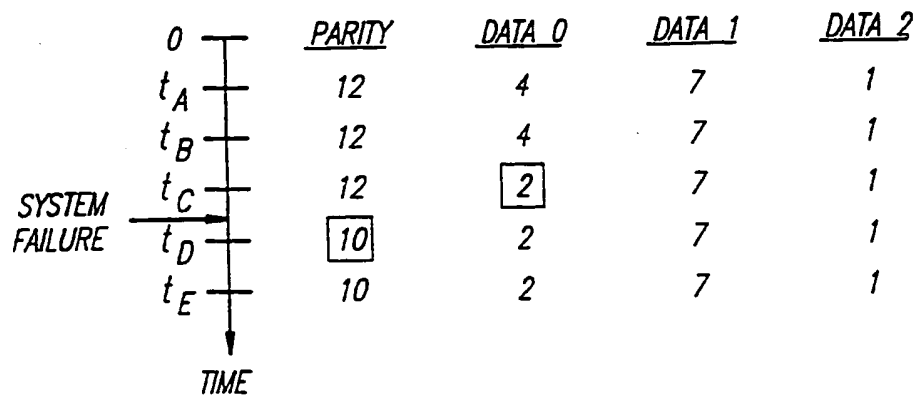 0 PARITY DATA 0 DATA 1 DATA 2
t_A 12 4 7 1
t_B 12 4 7 1
t_C 12 2 7 1
SYSTEM
FAILURE
t_D 10 2 7 1
t_E 10 2 7 1
TIME